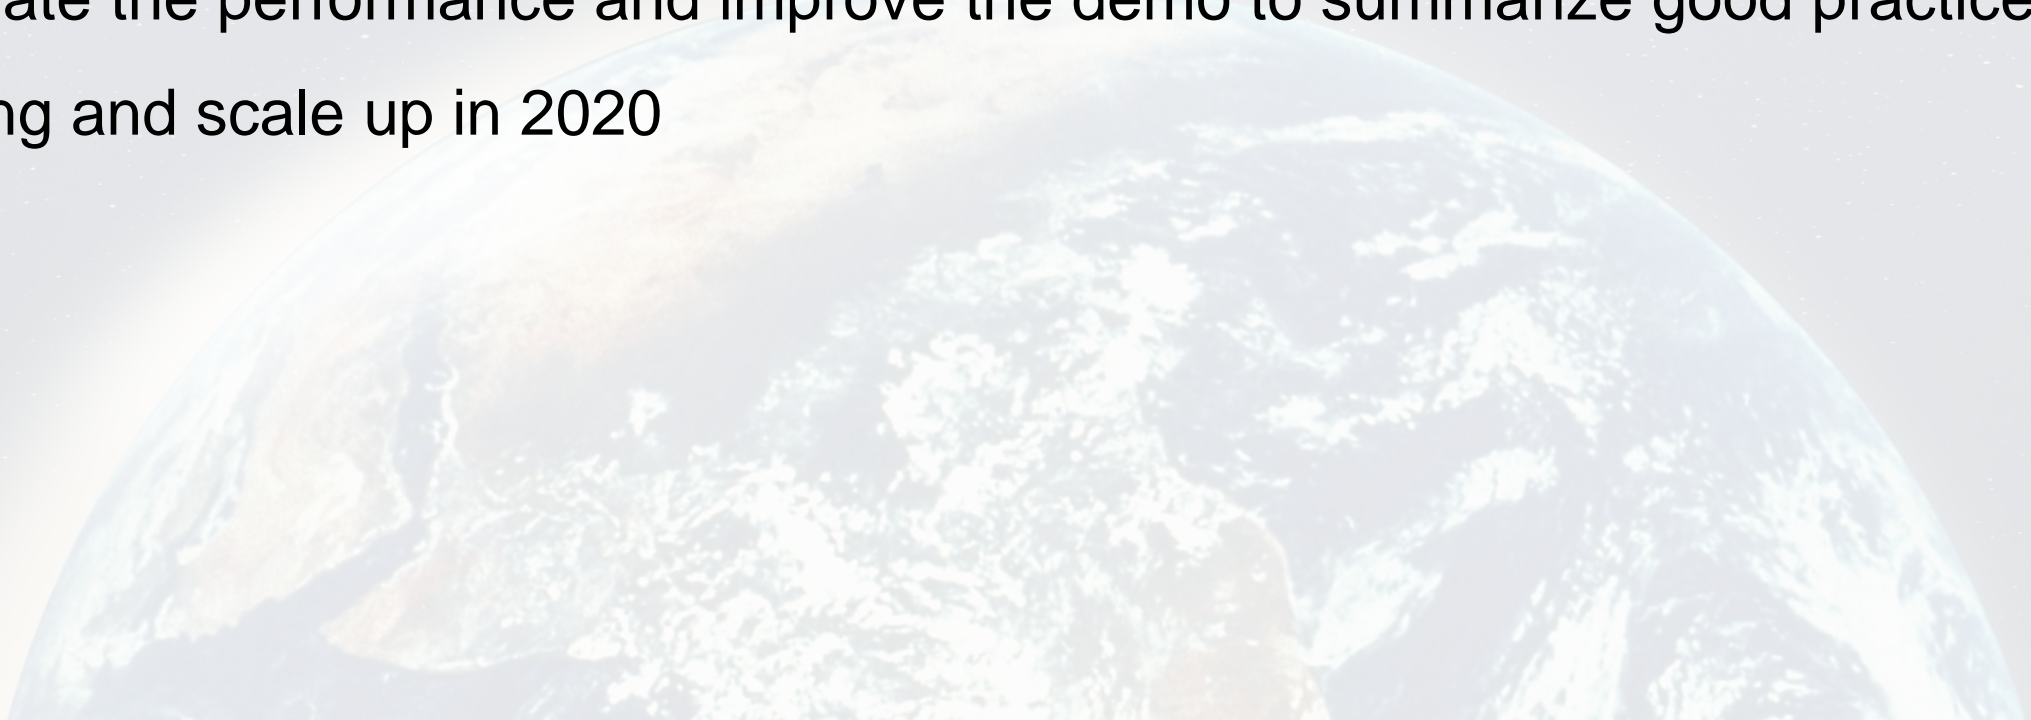 ate the performance and improve the demo to summarize good practice
ng and scale up in 2020